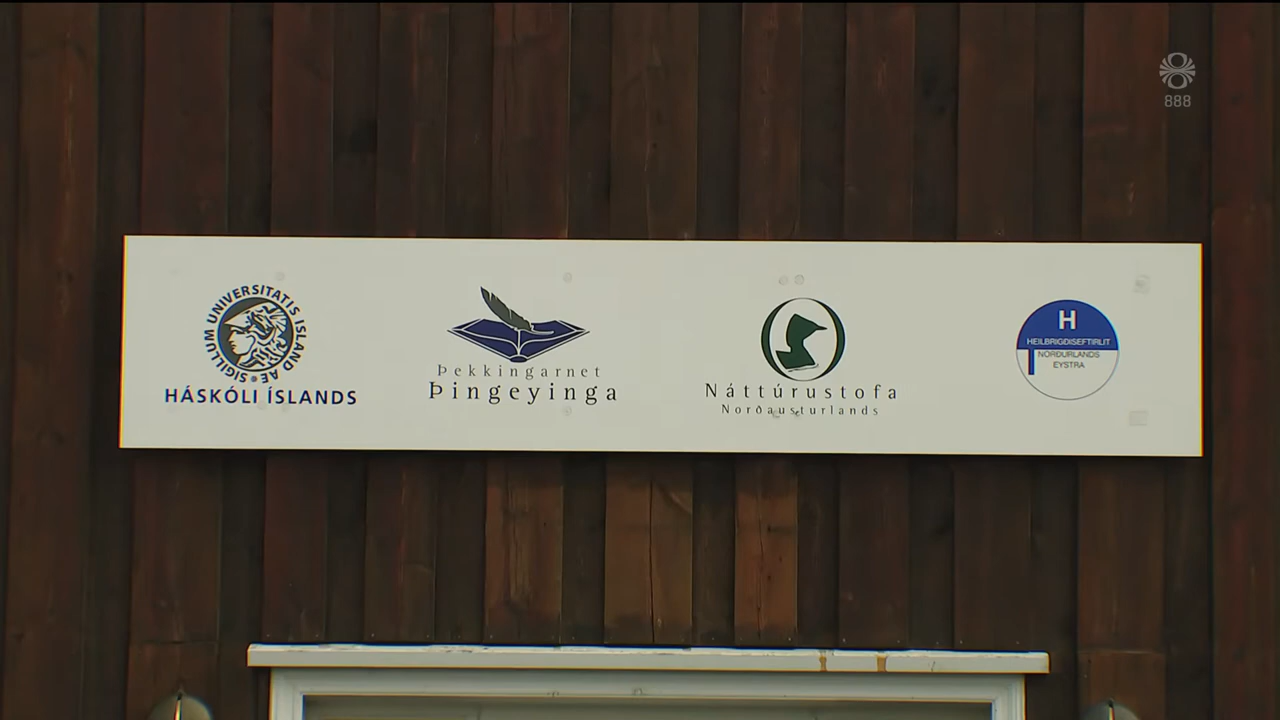 888
SIGILLUM UNIVERSITATIS ISLANDIAE
HÁSKÓLI ÍSLANDS
Þekkingarnet
Þingeyinga
Náttúrustofa
Norðausturlands
H
HEILBRIGÐISEFTIRLIT
NORÐURLANDS
EYSTRA